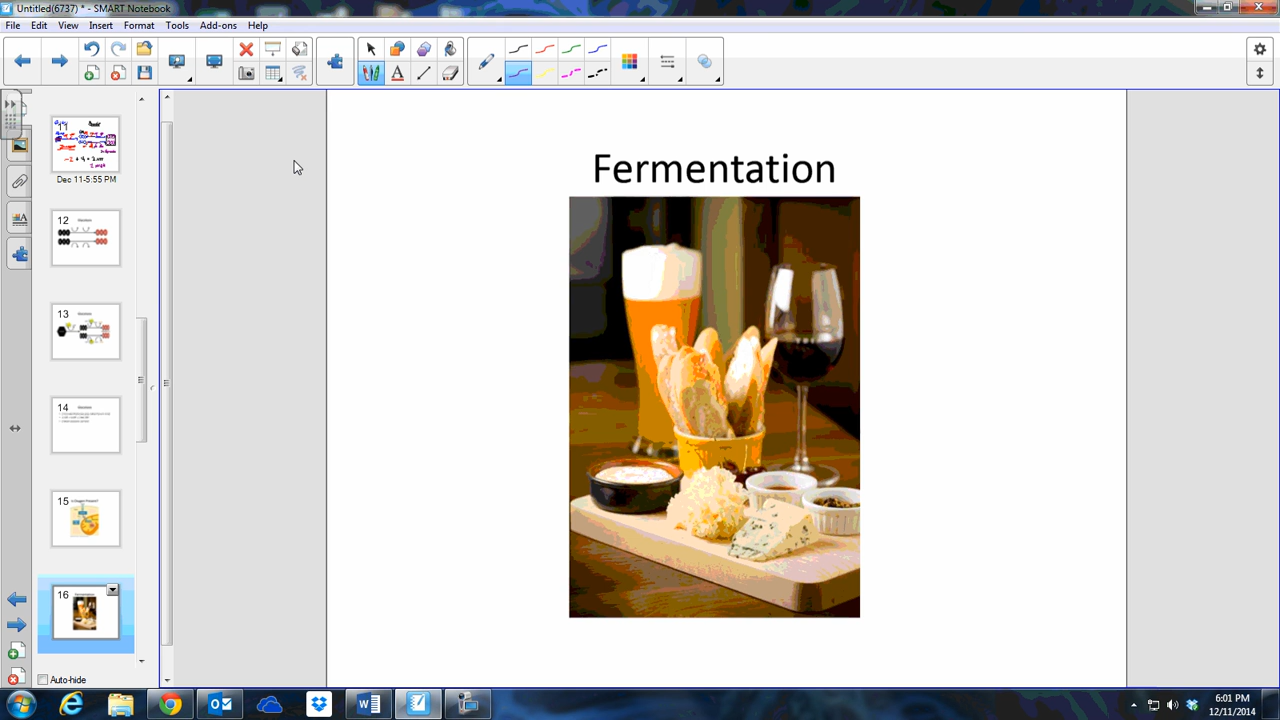 Untitled(6737) * - SMART Notebook
File Edit View Insert Format Tools Add-ons Help
Fermentation
Dec 11-5:55 PM
12
13
14
15
16
Auto-hide
6:01 PM
12/11/2014